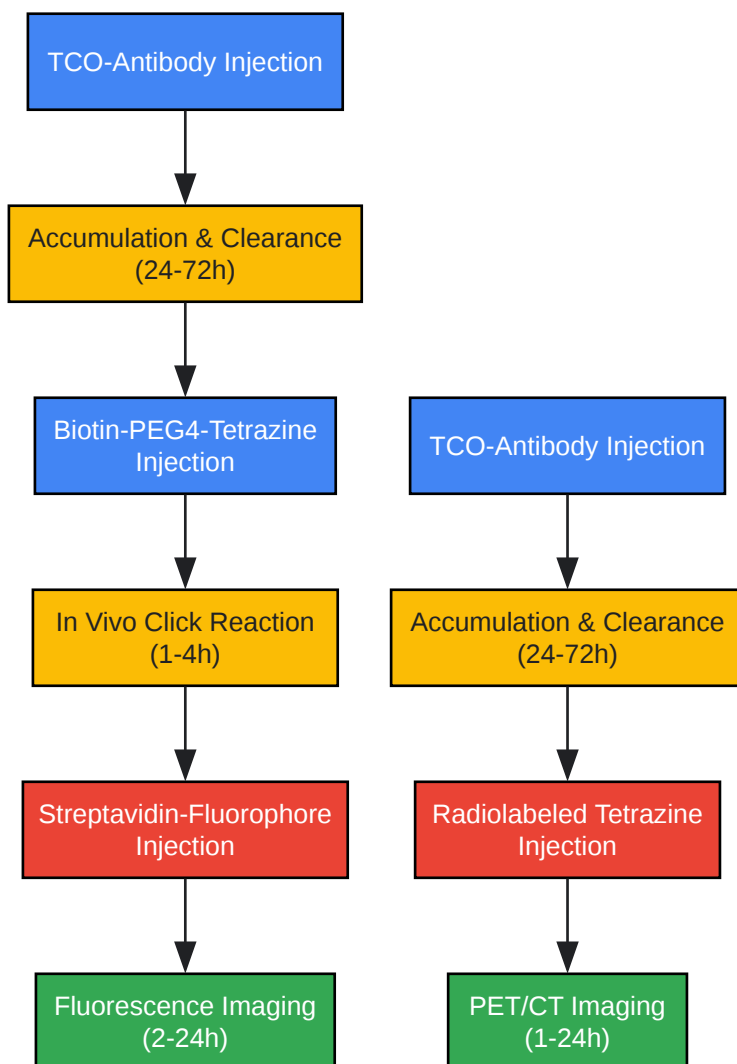 TCO-Antibody Injection
Accumulation & Clearance
(24-72h)
Biotin-PEG4-Tetrazine
Injection
In Vivo Click Reaction
(1-4h)
Streptavidin-Fluorophore
Injection
Fluorescence Imaging
(2-24h)
TCO-Antibody Injection
Accumulation & Clearance
(24-72h)
Radiolabeled Tetrazine
Injection
PET/CT Imaging
(1-24h)